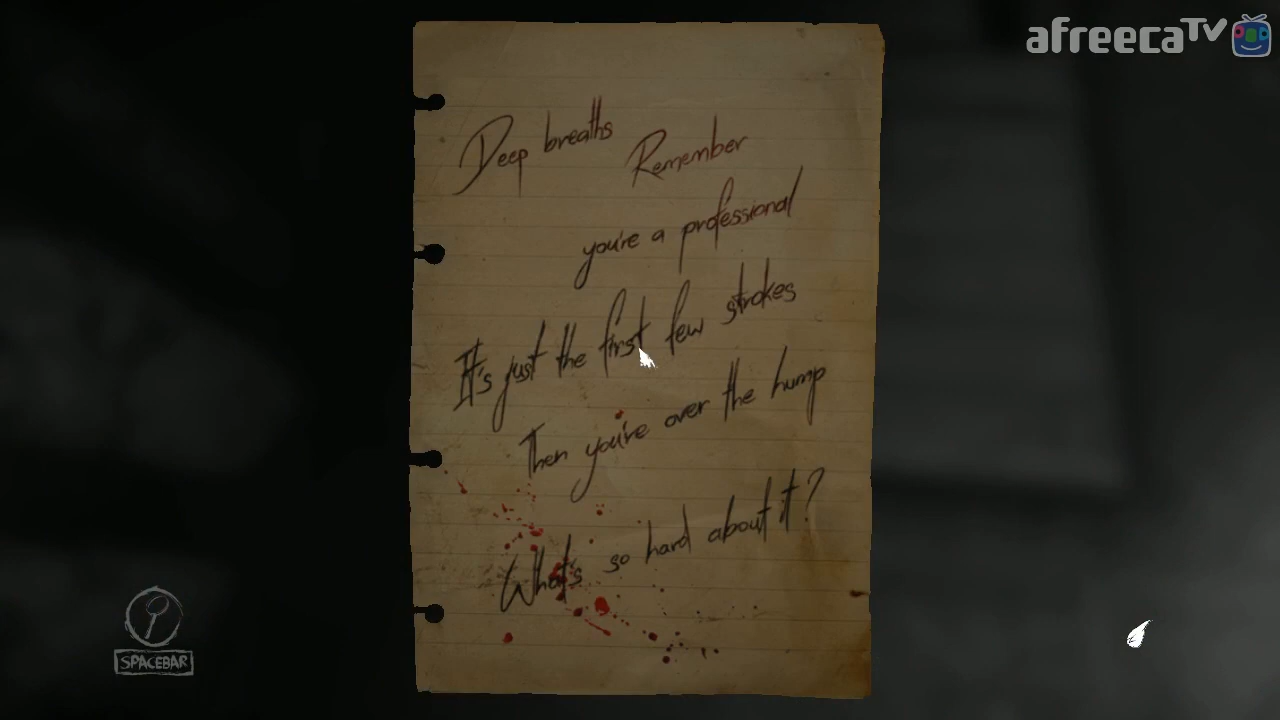 afreecaTV
Deep breaths
Remember
you're a professional
It's just the first few strokes
Then you're over the hump
What's so hard about it?
SPACEBAR